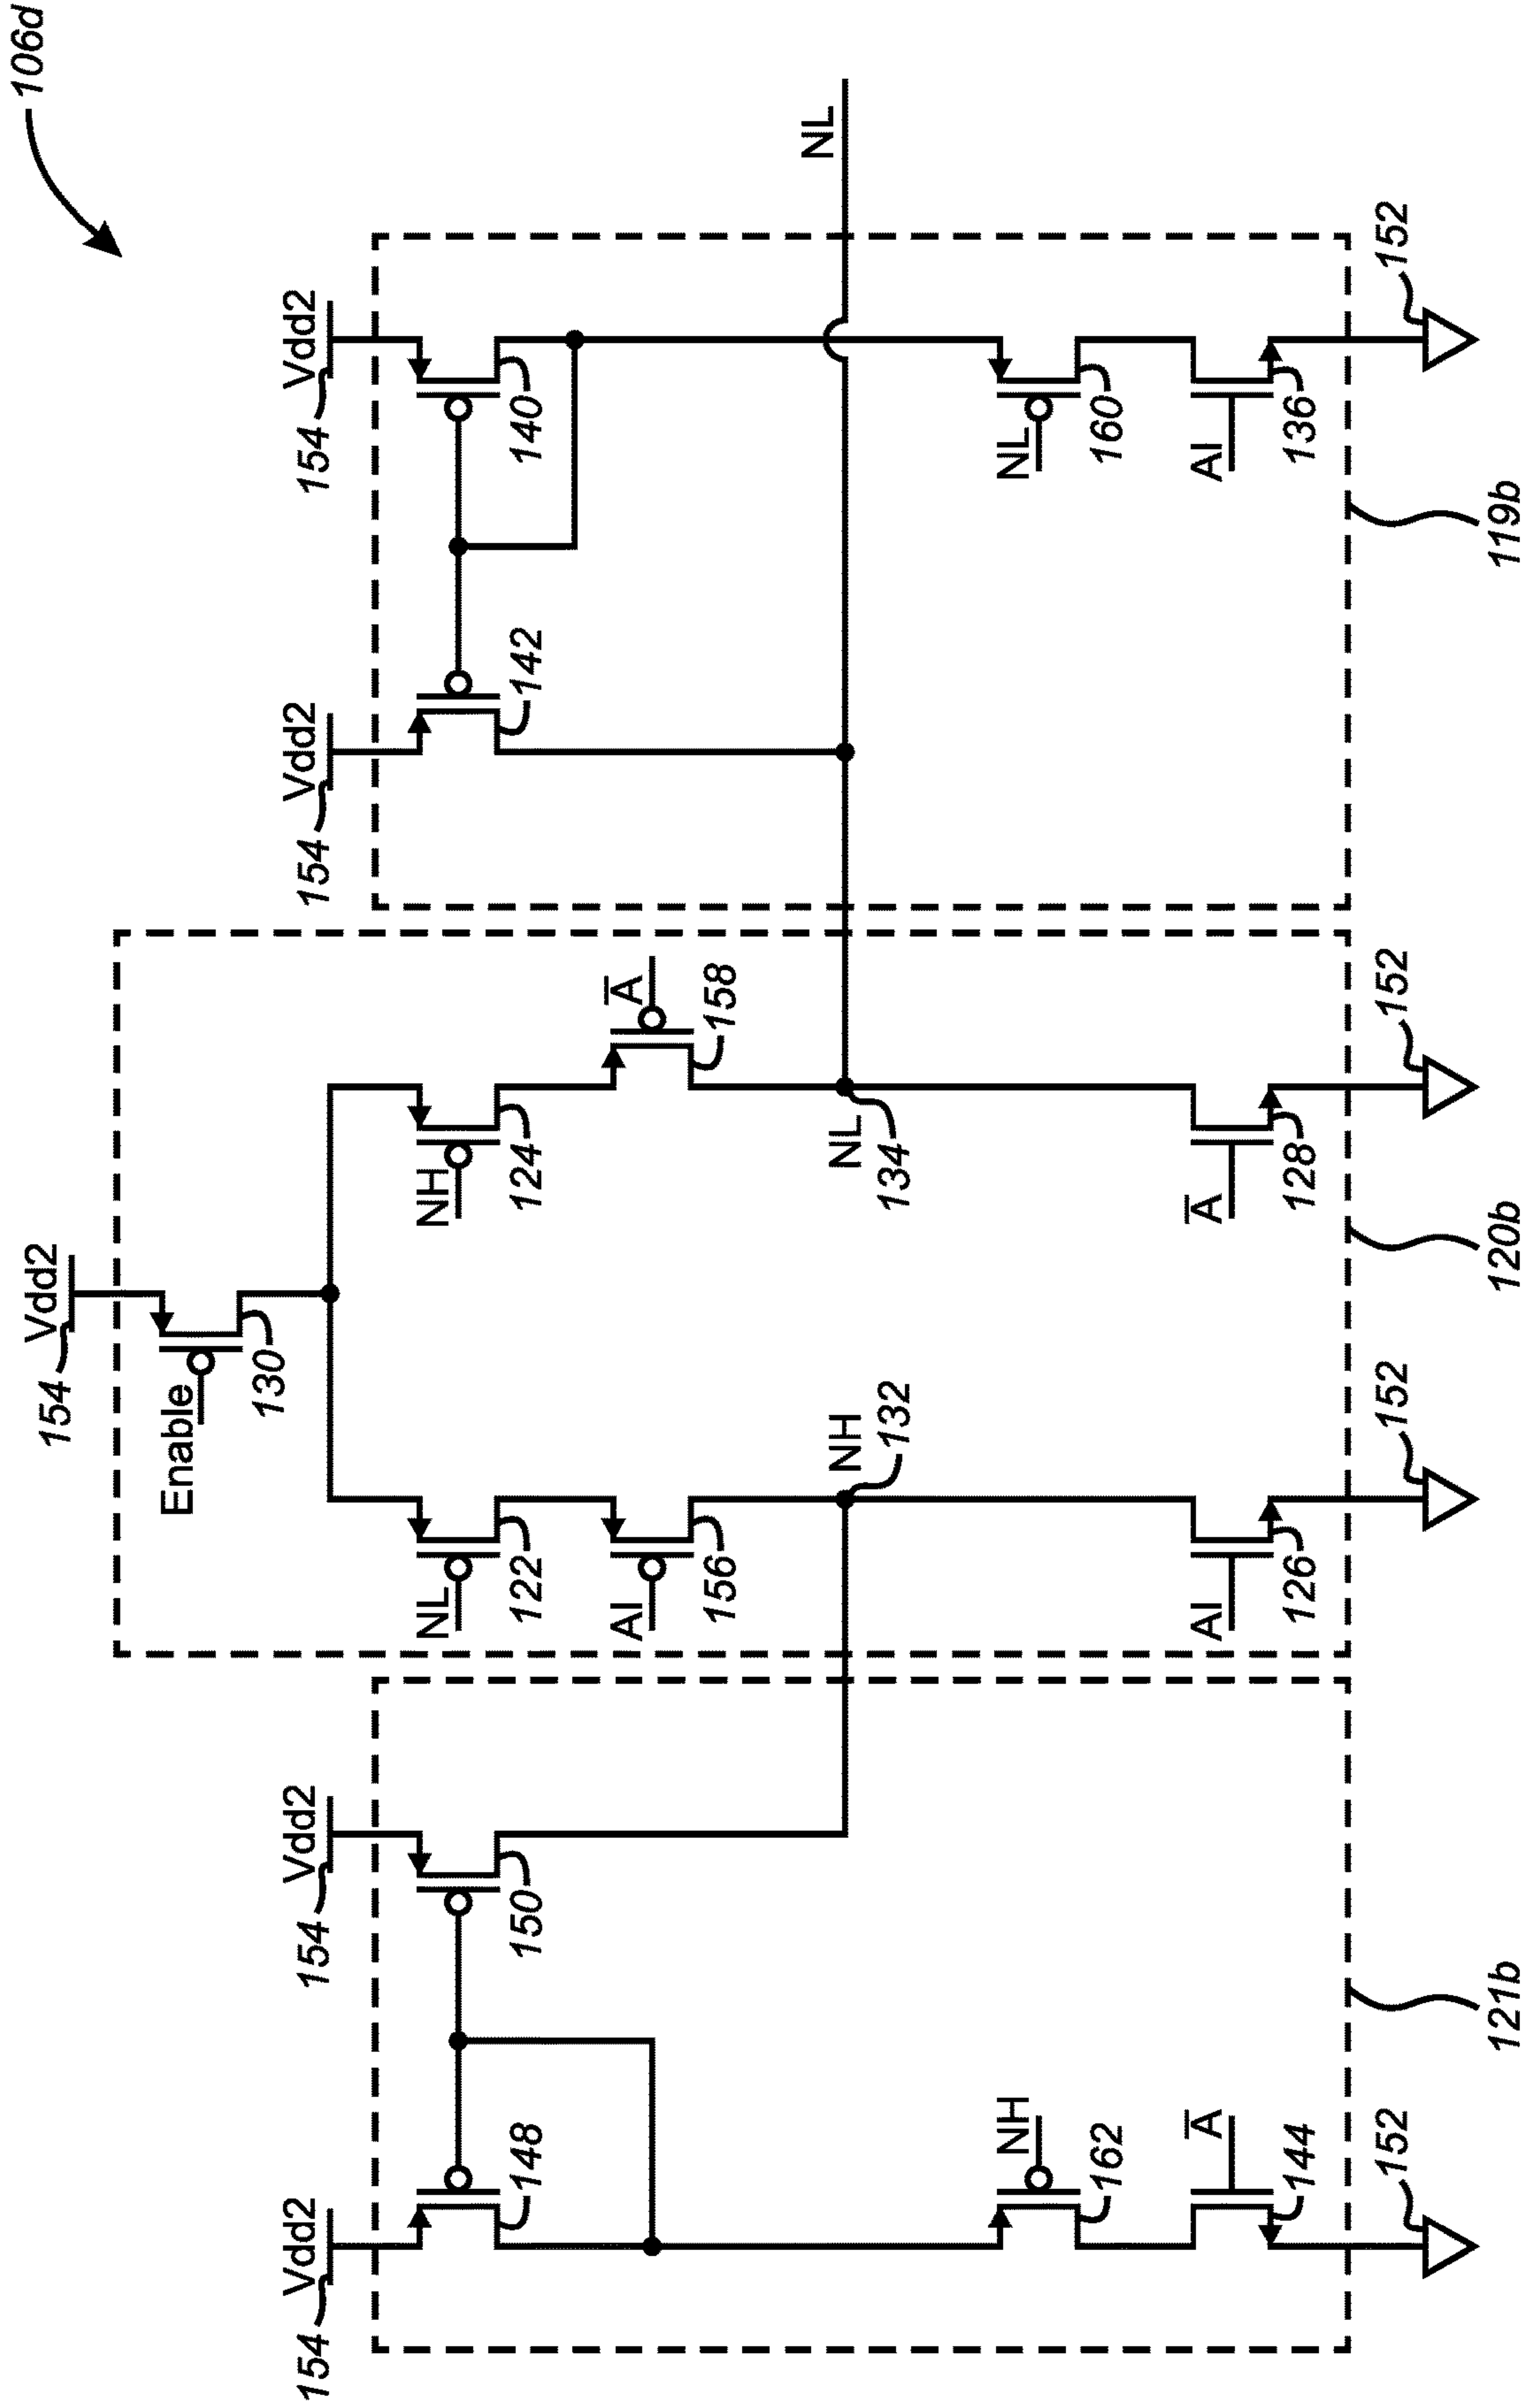 106d
Vdd2
154
Enable
130
Vdd2
Vdd2
Vdd2
Vdd2
154
154
154
154
NL
NH
148
150
122
124
142
140
AI
A̅
156
158
NL
NH
NL
132
134
NH
NL
162
160
A̅
AI
A̅
AI
144
126
128
136
152
152
152
152
121b
120b
119b